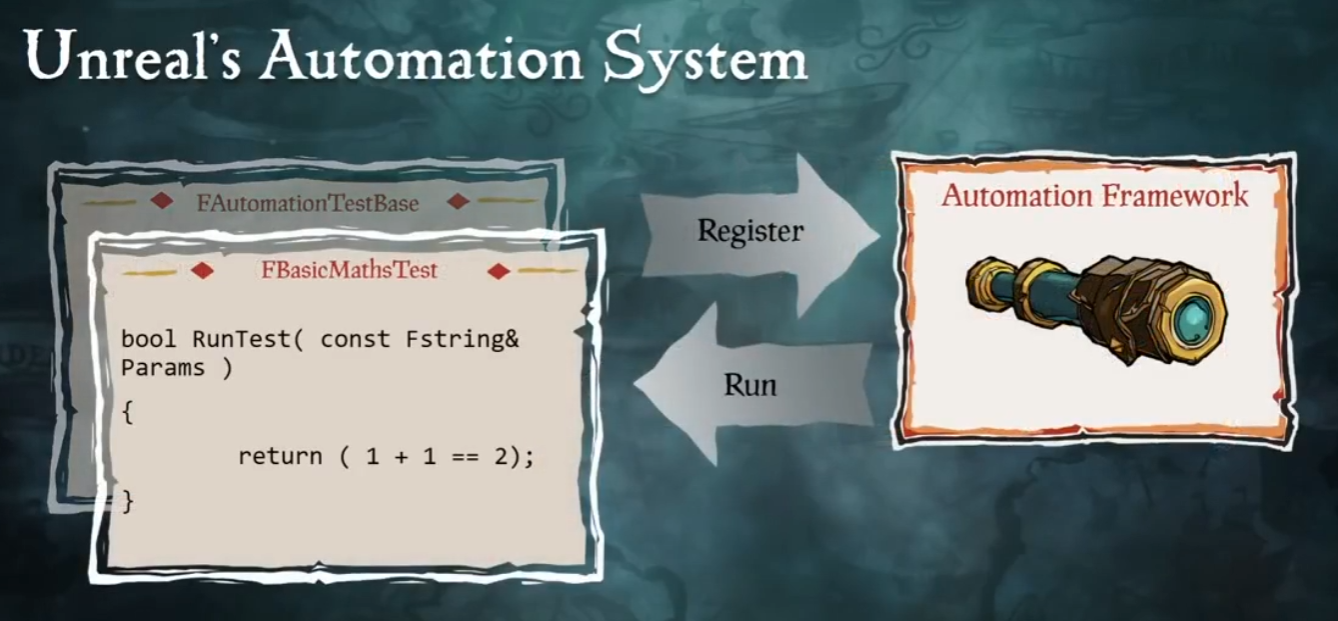 Unreal's Automation System
FAutomationTestBase
FBasicMathsTest
bool RunTest( const Fstring&
Params )
{
return ( 1 + 1 == 2);
}
Register
Run
Automation Framework